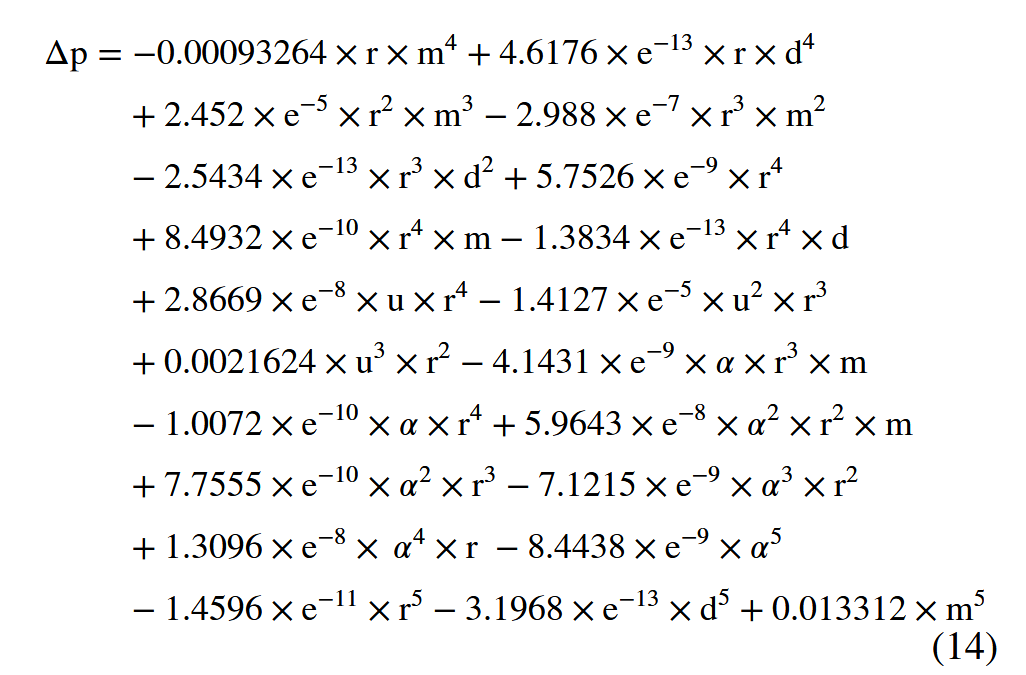 Δp = −0.00093264 × r × m⁴ + 4.6176 × e⁻¹³ × r × d⁴
+ 2.452 × e⁻⁵ × r² × m³ − 2.988 × e⁻⁷ × r³ × m²
− 2.5434 × e⁻¹³ × r³ × d² + 5.7526 × e⁻⁹ × r⁴
+ 8.4932 × e⁻¹⁰ × r⁴ × m − 1.3834 × e⁻¹³ × r⁴ × d
+ 2.8669 × e⁻⁸ × u × r⁴ − 1.4127 × e⁻⁵ × u² × r³
+ 0.0021624 × u³ × r² − 4.1431 × e⁻⁹ × α × r³ × m
− 1.0072 × e⁻¹⁰ × α × r⁴ + 5.9643 × e⁻⁸ × α² × r² × m
+ 7.7555 × e⁻¹⁰ × α² × r³ − 7.1215 × e⁻⁹ × α³ × r²
+ 1.3096 × e⁻⁸ × α⁴ × r − 8.4438 × e⁻⁹ × α⁵
− 1.4596 × e⁻¹¹ × r⁵ − 3.1968 × e⁻¹³ × d⁵ + 0.013312 × m⁵
(14)